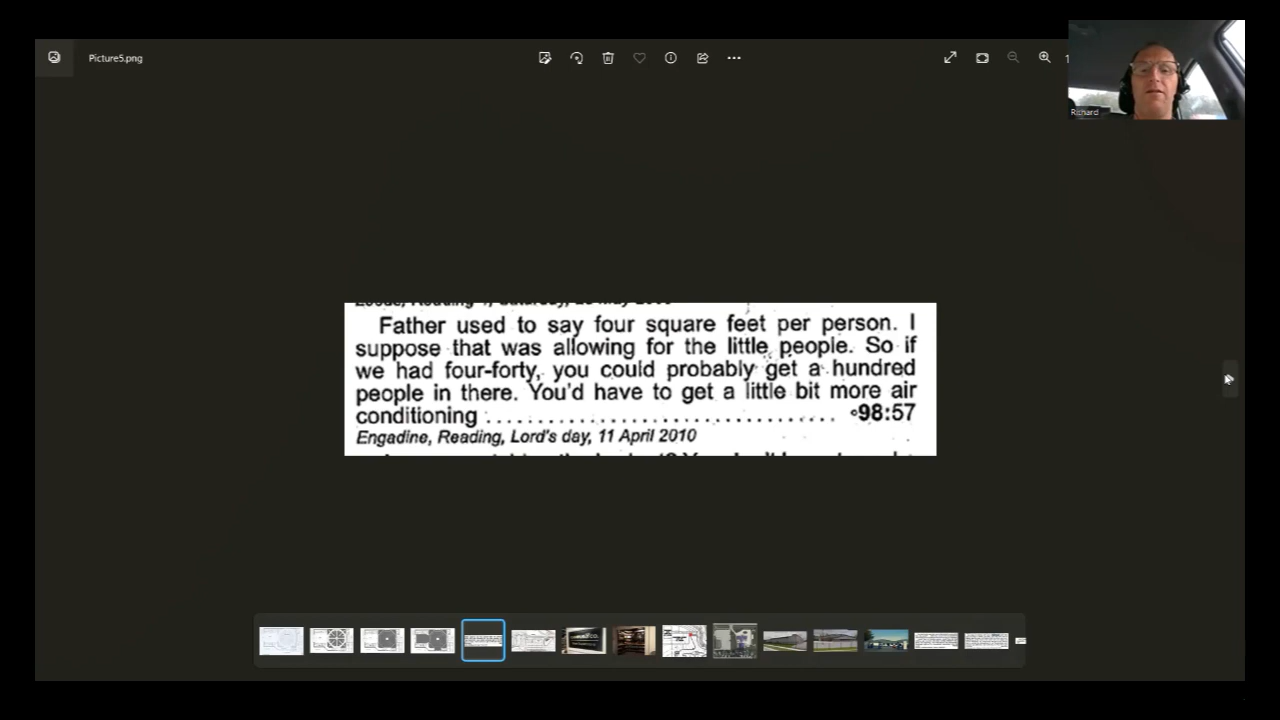 Picture5.png
Richard
Father used to say four square feet per person. I
suppose that was allowing for the little people. So if
we had four-forty, you could probably get a hundred
people in there. You'd have to get a little bit more air
conditioning ................................. °98:57
Engadine, Reading, Lord's day, 11 April 2010